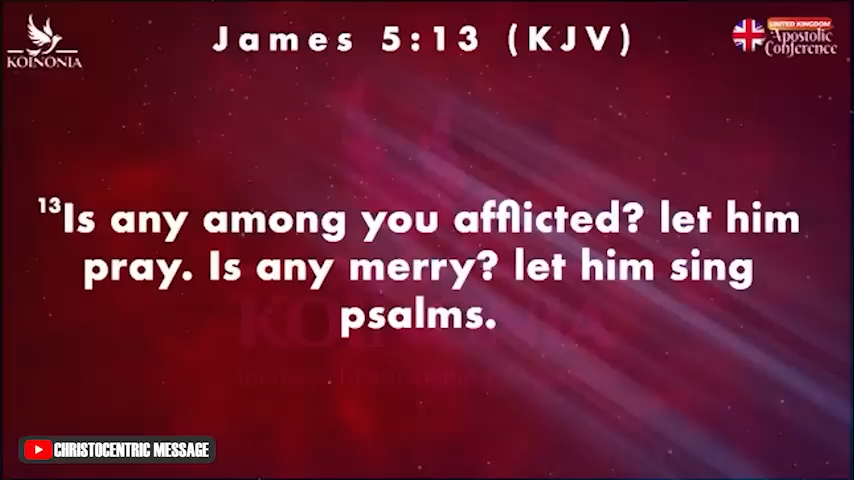 James 5:13 (KJV)
KOINONIA
UNITED KINGDOM
Apostolic
Conference
13Is any among you afflicted? let him
pray. Is any merry? let him sing
psalms.
KOINONIA
CHRISTOCENTRIC MESSAGE